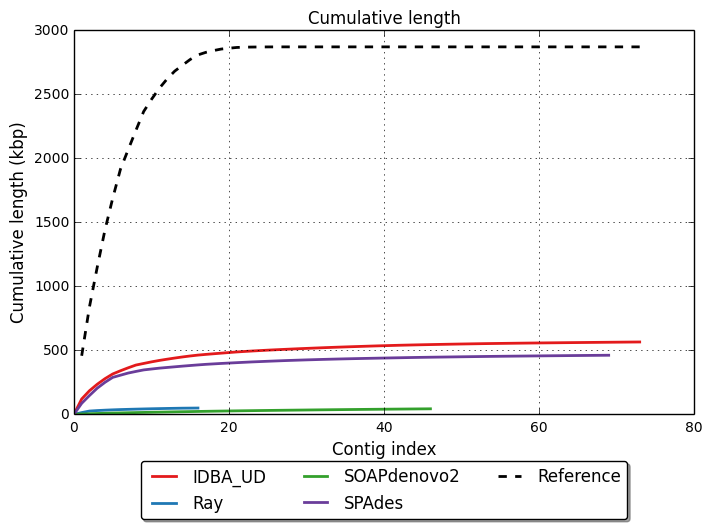 Cumulative length
3000
2500
2000
1500
1000
500
0
Cumulative length (kbp)
0 20 40 60 80
Contig index
IDBA_UD SOAPdenovo2 Reference
Ray SPAdes